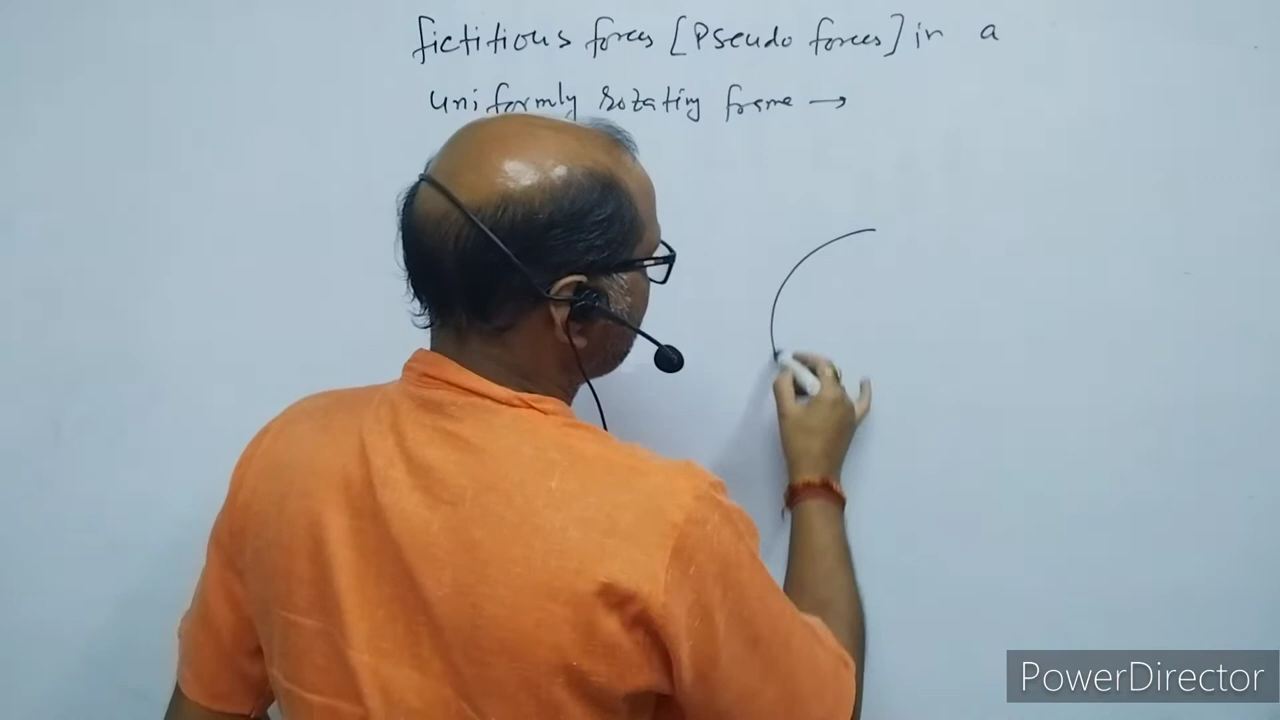 fictitious forces [Pseudo forces] in a
uniformly rotating frame →
PowerDirector